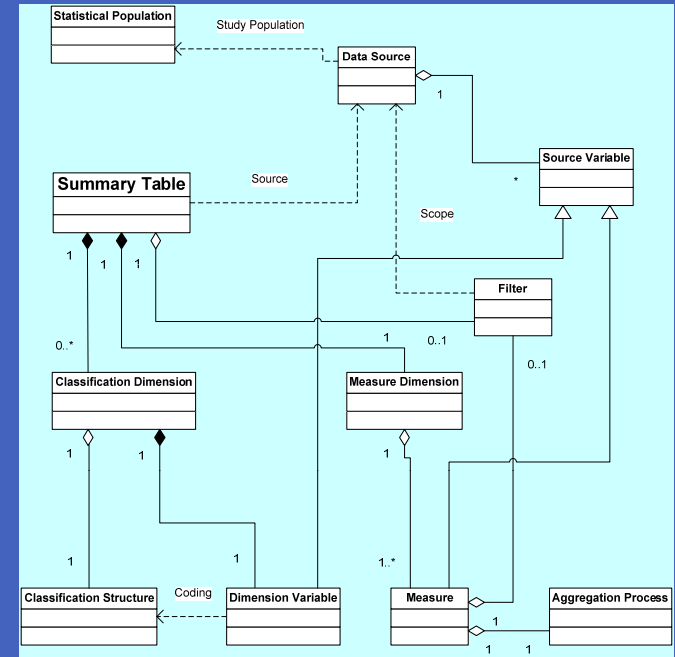 Statistical Population
Study Population
Data Source
1
Source Variable
*
Summary Table
Source
Scope
1
1
1
Filter
0..*
1
0..1
0..1
Classification Dimension
Measure Dimension
1
1
1
1
1
1..*
Classification Structure
Coding
Dimension Variable
Measure
Aggregation Process
1
1
1